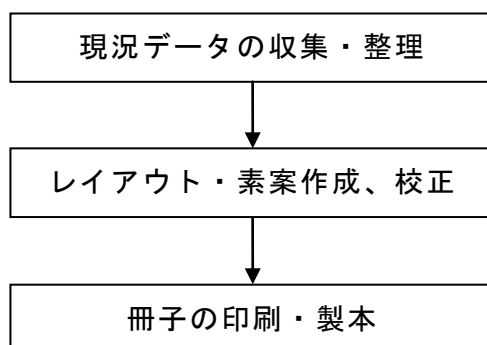 現況データの収集・整理
レイアウト・素案作成、校正
冊子の印刷・製本